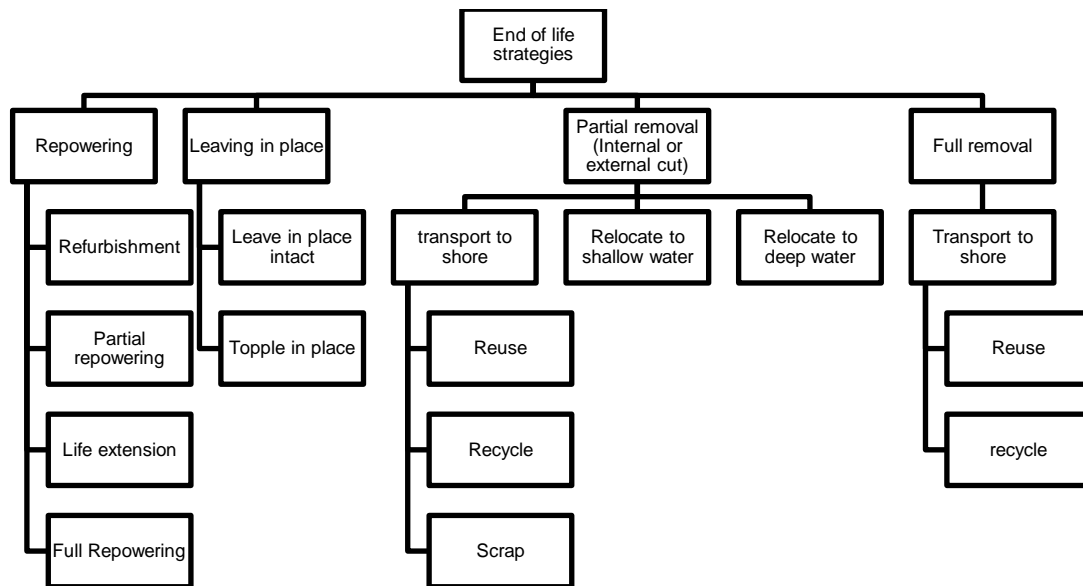 End of life
strategies
Repowering
Leaving in place
Partial removal
(Internal or
external cut)
Full removal
Refurbishment
Leave in place
intact
transport to
shore
Relocate to
shallow water
Relocate to
deep water
Transport to
shore
Partial
repowering
Topple in place
Reuse
Reuse
Life extension
Recycle
recycle
Full Repowering
Scrap